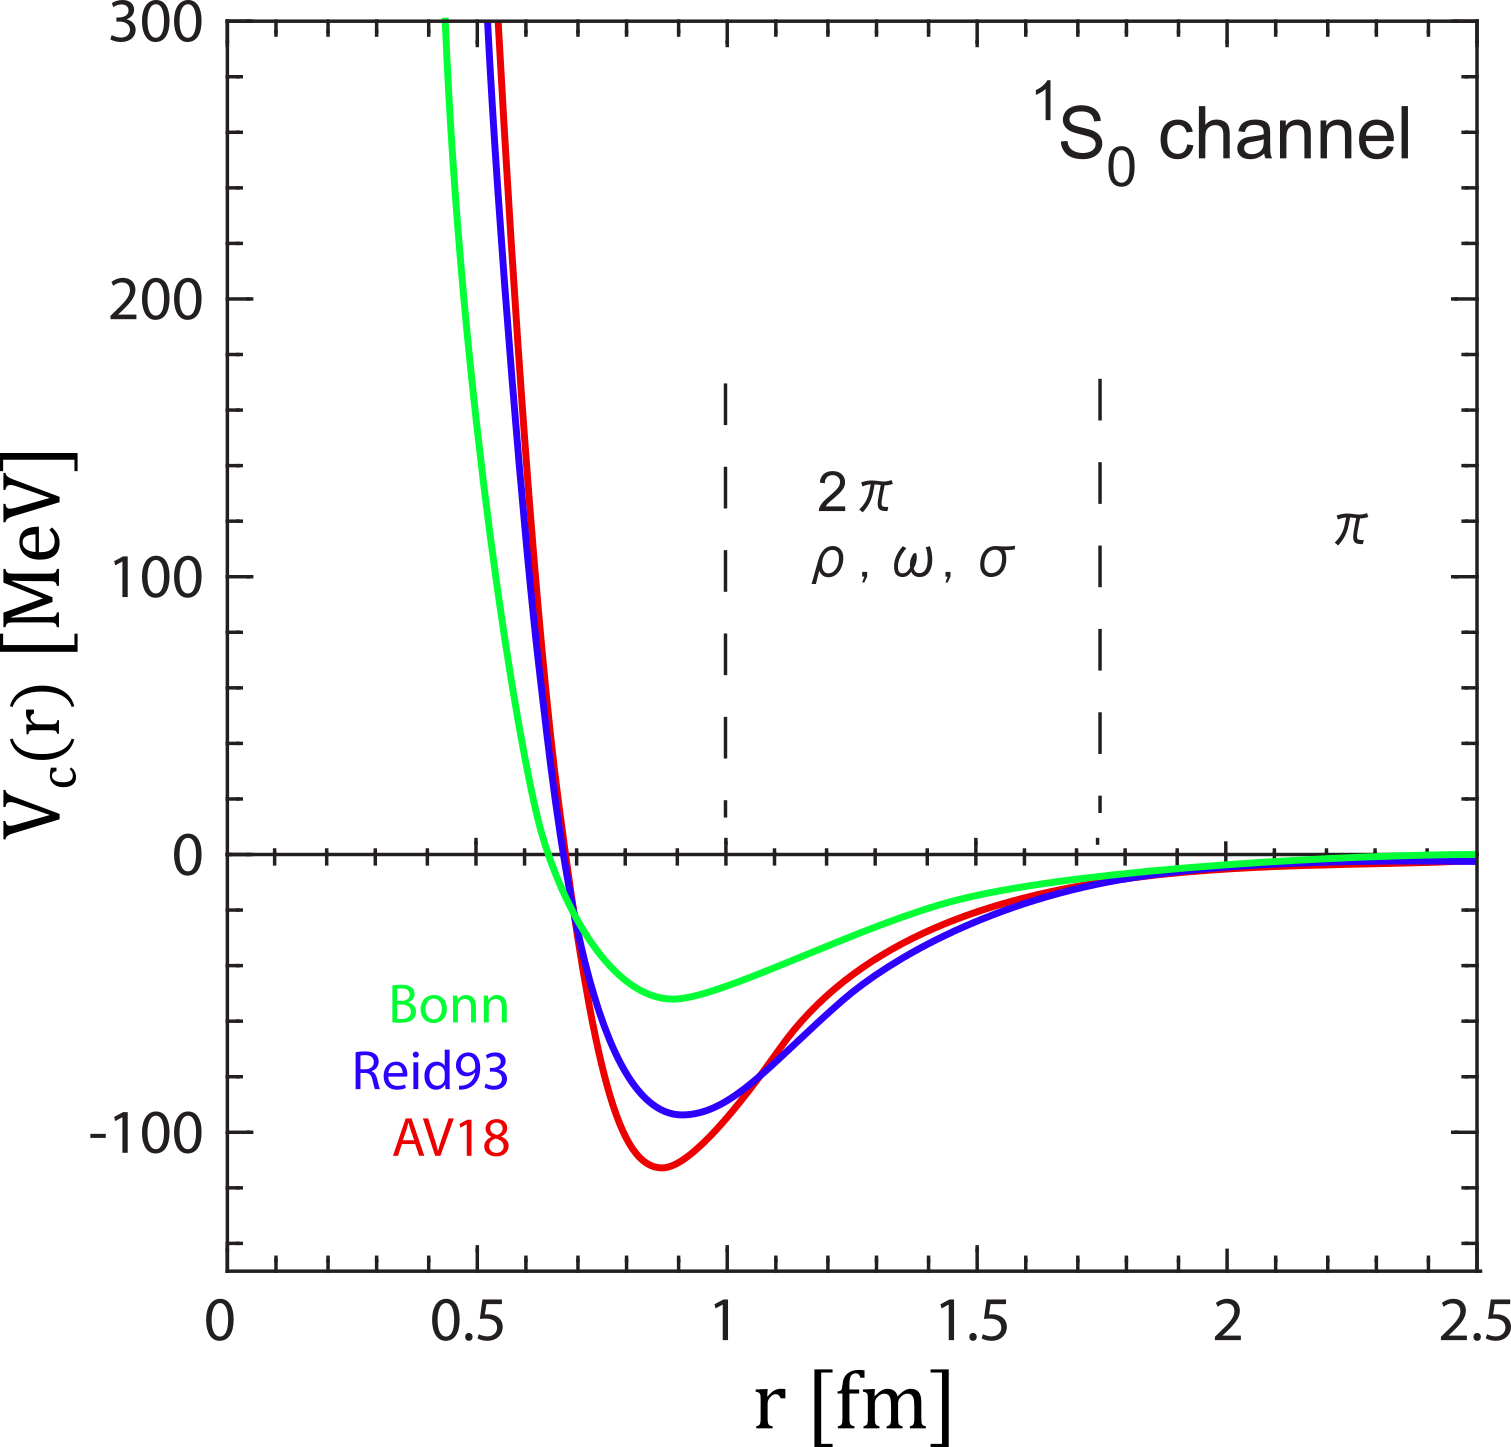 300
200
100
0
-100
V_c(r) [MeV]
¹S₀ channel
2 π
ρ , ω, σ
π
Bonn
Reid93
AV18
0 0.5 1 1.5 2 2.5
r [fm]